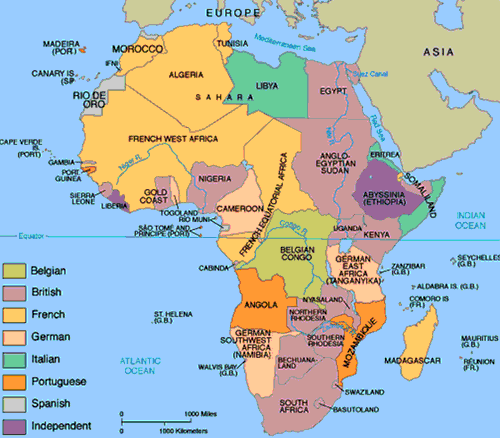 EUROPE
ASIA
MADEIRA
(PORT.)
MOROCCO
TUNISIA
Mediterranean Sea
IFNI
CANARY IS.
(SP.)
ALGERIA
LIBYA
EGYPT
Suez Canal
RIO DE
ORO
SAHARA
Nile R.
Red Sea
FRENCH WEST AFRICA
CAPE VERDE
IS. (PORT)
GAMBIA
PORT
GUINEA
Niger R.
ANGLO-
EGYPTIAN
SUDAN
ERITREA
SIERRA
LEONE
LIBERIA
GOLD
COAST
NIGERIA
FRENCH EQUATORIAL AFRICA
ABYSSINIA
(ETHIOPIA)
SOMALILAND
TOGOLAND
CAMEROON
RIO MUNI
SÃO TOMÉ AND
PRINCIPE (PORT)
Congo R.
UGANDA
KENYA
INDIAN
OCEAN
Equator
BELGIAN
CONGO
CABINDA
GERMAN
EAST
AFRICA
(TANGANYIKA)
ZANZIBAR
(G.B.)
SEYCHELLES
(G.B.)
ALDABRA IS. (G.B.)
COMORO IS.
(FR.)
ANGOLA
NYASALAND
NORTHERN
RHODESIA
ST. HELENA
(G.B.)
MOZAMBIQUE
MAURITIUS
(G.B.)
RÉUNION
(FR.)
SOUTHERN
RHODESIA
GERMAN
SOUTHWEST
AFRICA
(NAMIBIA)
MADAGASCAR
ATLANTIC
OCEAN
WALVIS BAY
(G.B.)
BECHUANA-
LAND
SWAZILAND
BASUTOLAND
SOUTH
AFRICA
Belgian
British
French
German
Italian
Portuguese
Spanish
Independent
0 1000 Miles
0 1000 Kilometers